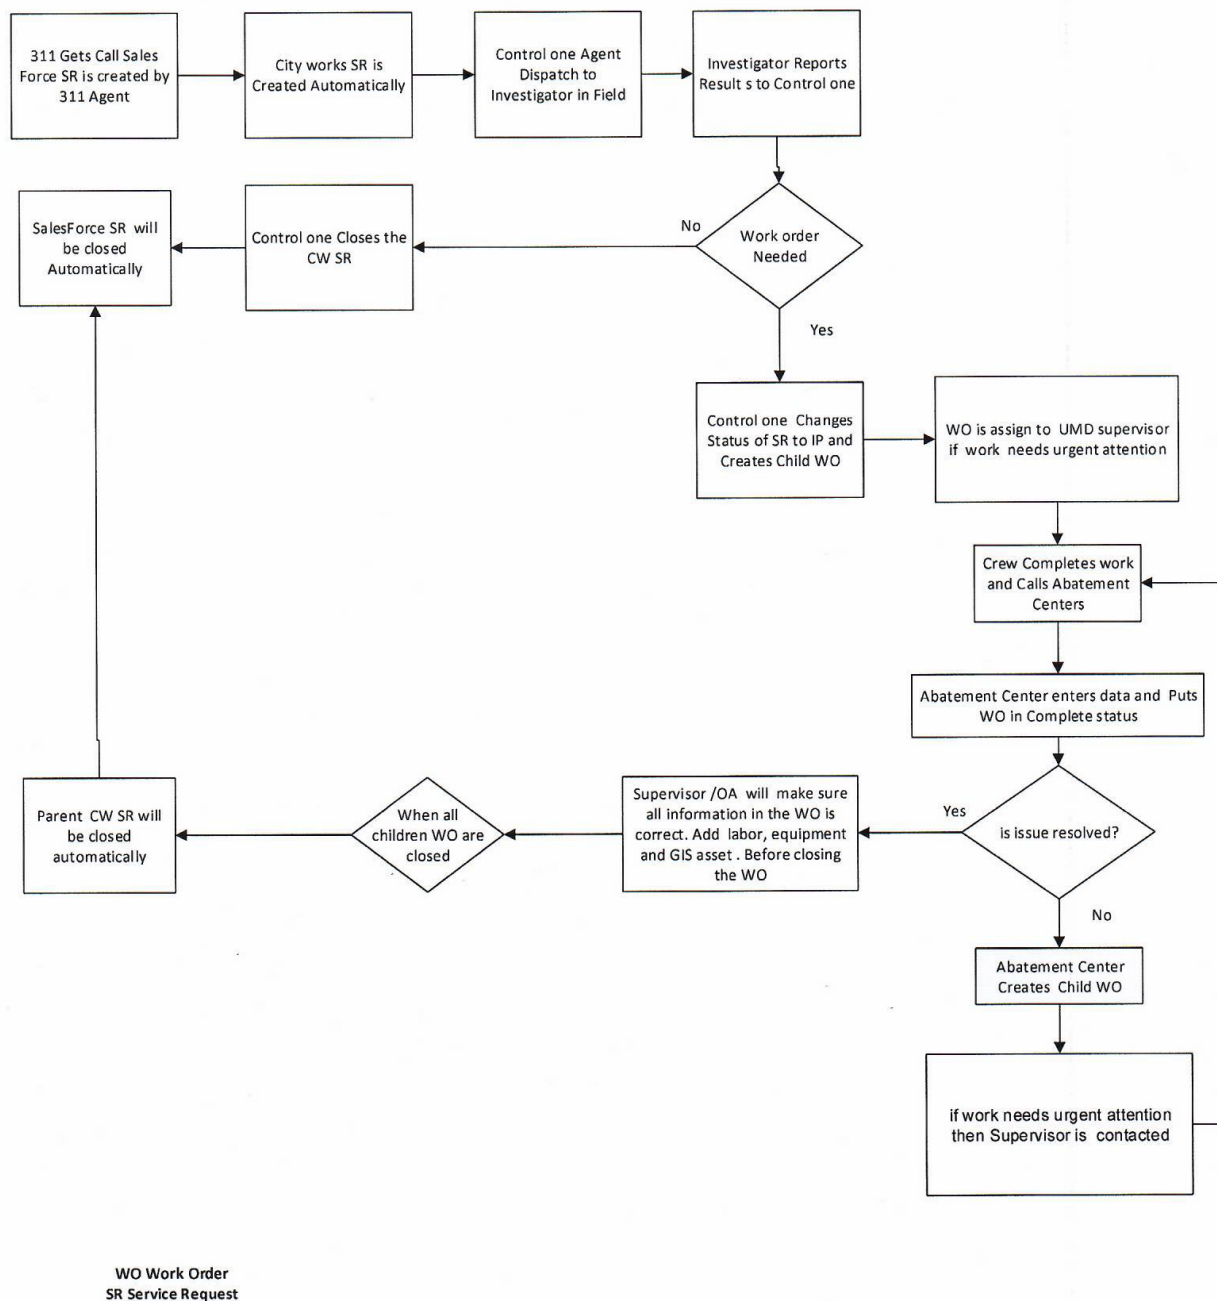 311 Gets Call Sales
Force SR is created by
311 Agent
City works SR is
Created Automatically
Control one Agent
Dispatch to
Investigator in Field
Investigator Reports
Result s to Control one
SalesForce SR will
be closed
Automatically
Control one Closes the
CW SR
No
Work order
Needed
Yes
Control one Changes
Status of SR to IP and
Creates Child WO
WO is assign to UMD supervisor
if work needs urgent attention
Crew Completes work
and Calls Abatement
Centers
Abatement Center enters data and Puts
WO in Complete status
Parent CW SR will
be closed
automatically
When all
children WO are
closed
Supervisor /OA will make sure
all information in the WO is
correct. Add labor, equipment
and GIS asset . Before closing
the WO
Yes
is issue resolved?
No
Abatement Center
Creates Child WO
if work needs urgent attention
then Supervisor is contacted
WO Work Order
SR Service Request